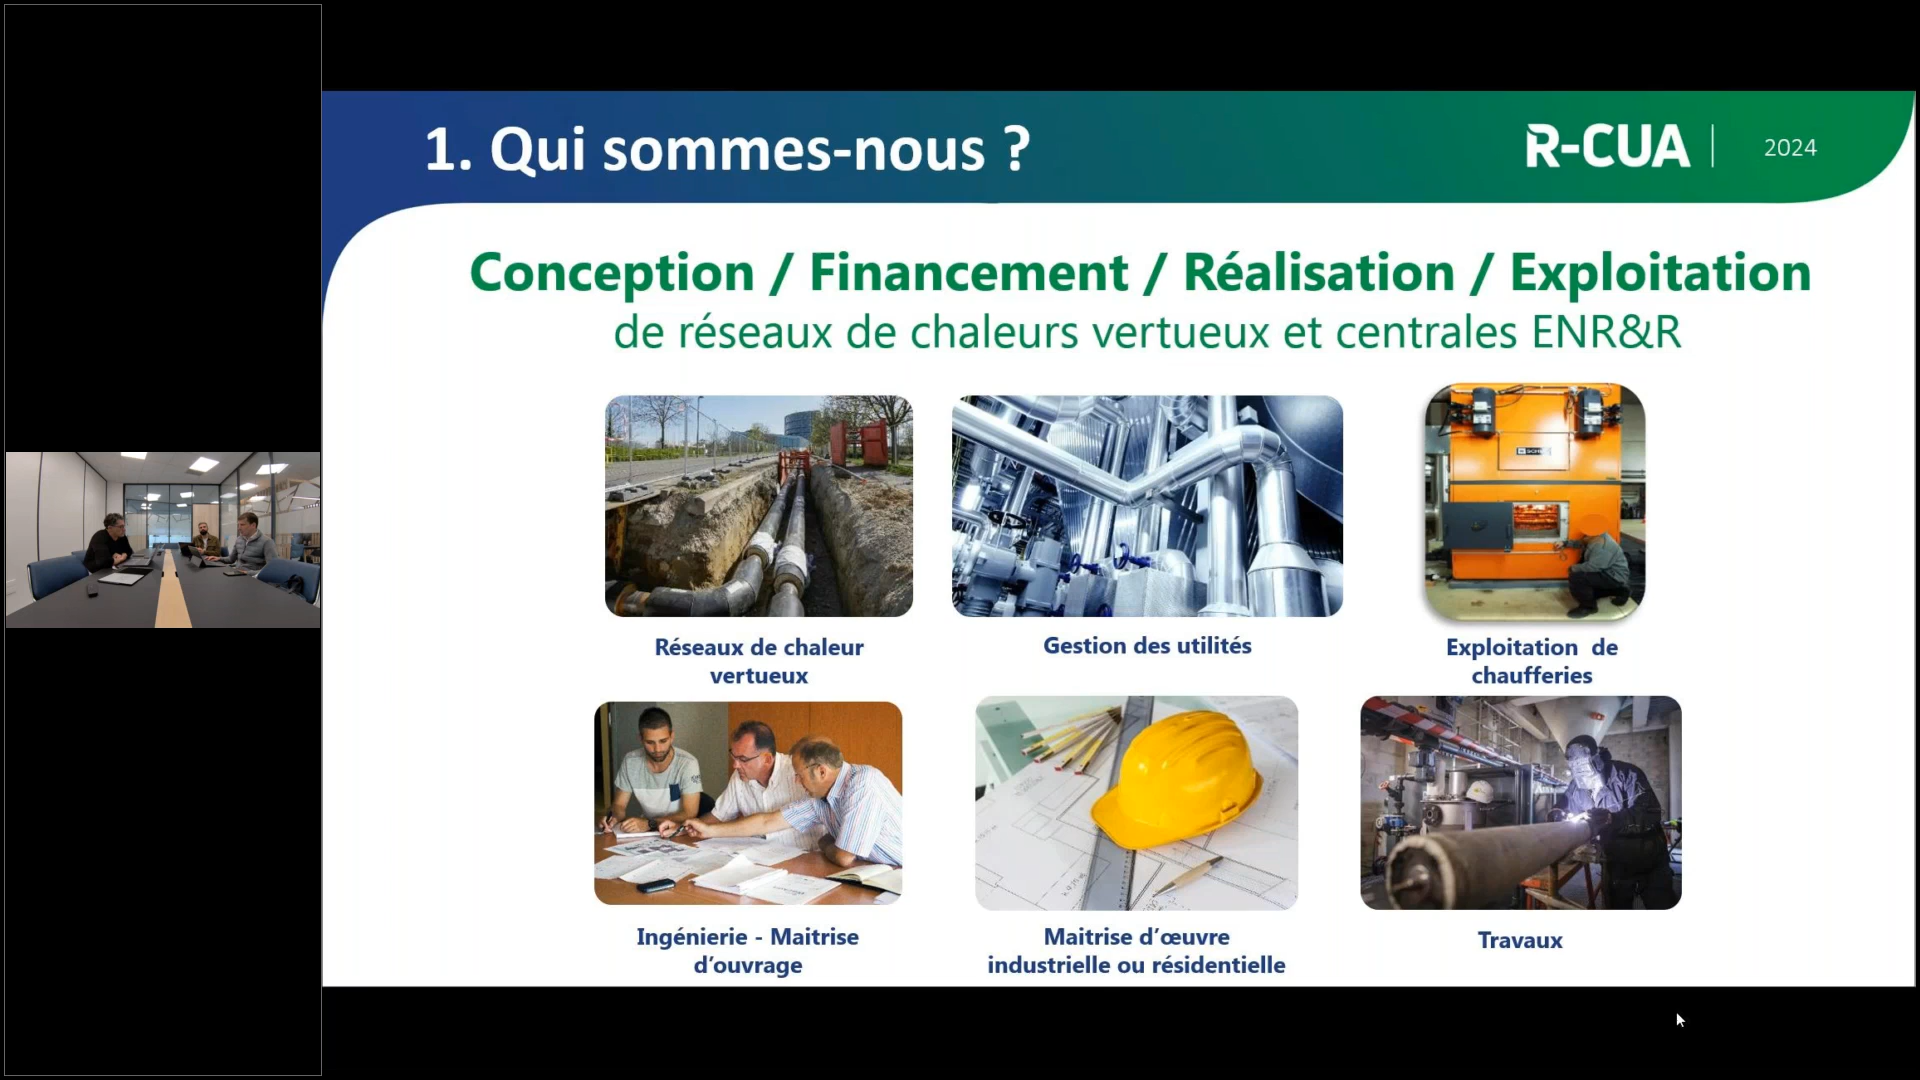 1. Qui sommes-nous ?
R-CUA
2024
Conception / Financement / Réalisation / Exploitation
de réseaux de chaleurs vertueux et centrales ENR&R
Réseaux de chaleur
vertueux
Gestion des utilités
Exploitation de
chaufferies
Ingénierie - Maitrise
d'ouvrage
Maitrise d'œuvre
industrielle ou résidentielle
Travaux